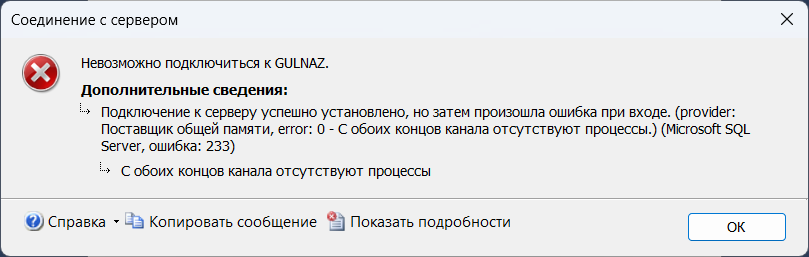 Соединение с сервером
Невозможно подключиться к GULNAZ.
Дополнительные сведения:
Подключение к серверу успешно установлено, но затем произошла ошибка при входе. (provider:
Поставщик общей памяти, error: 0 - С обоих концов канала отсутствуют процессы.) (Microsoft SQL
Server, ошибка: 233)
С обоих концов канала отсутствуют процессы
Справка Копировать сообщение Показать подробности ОК